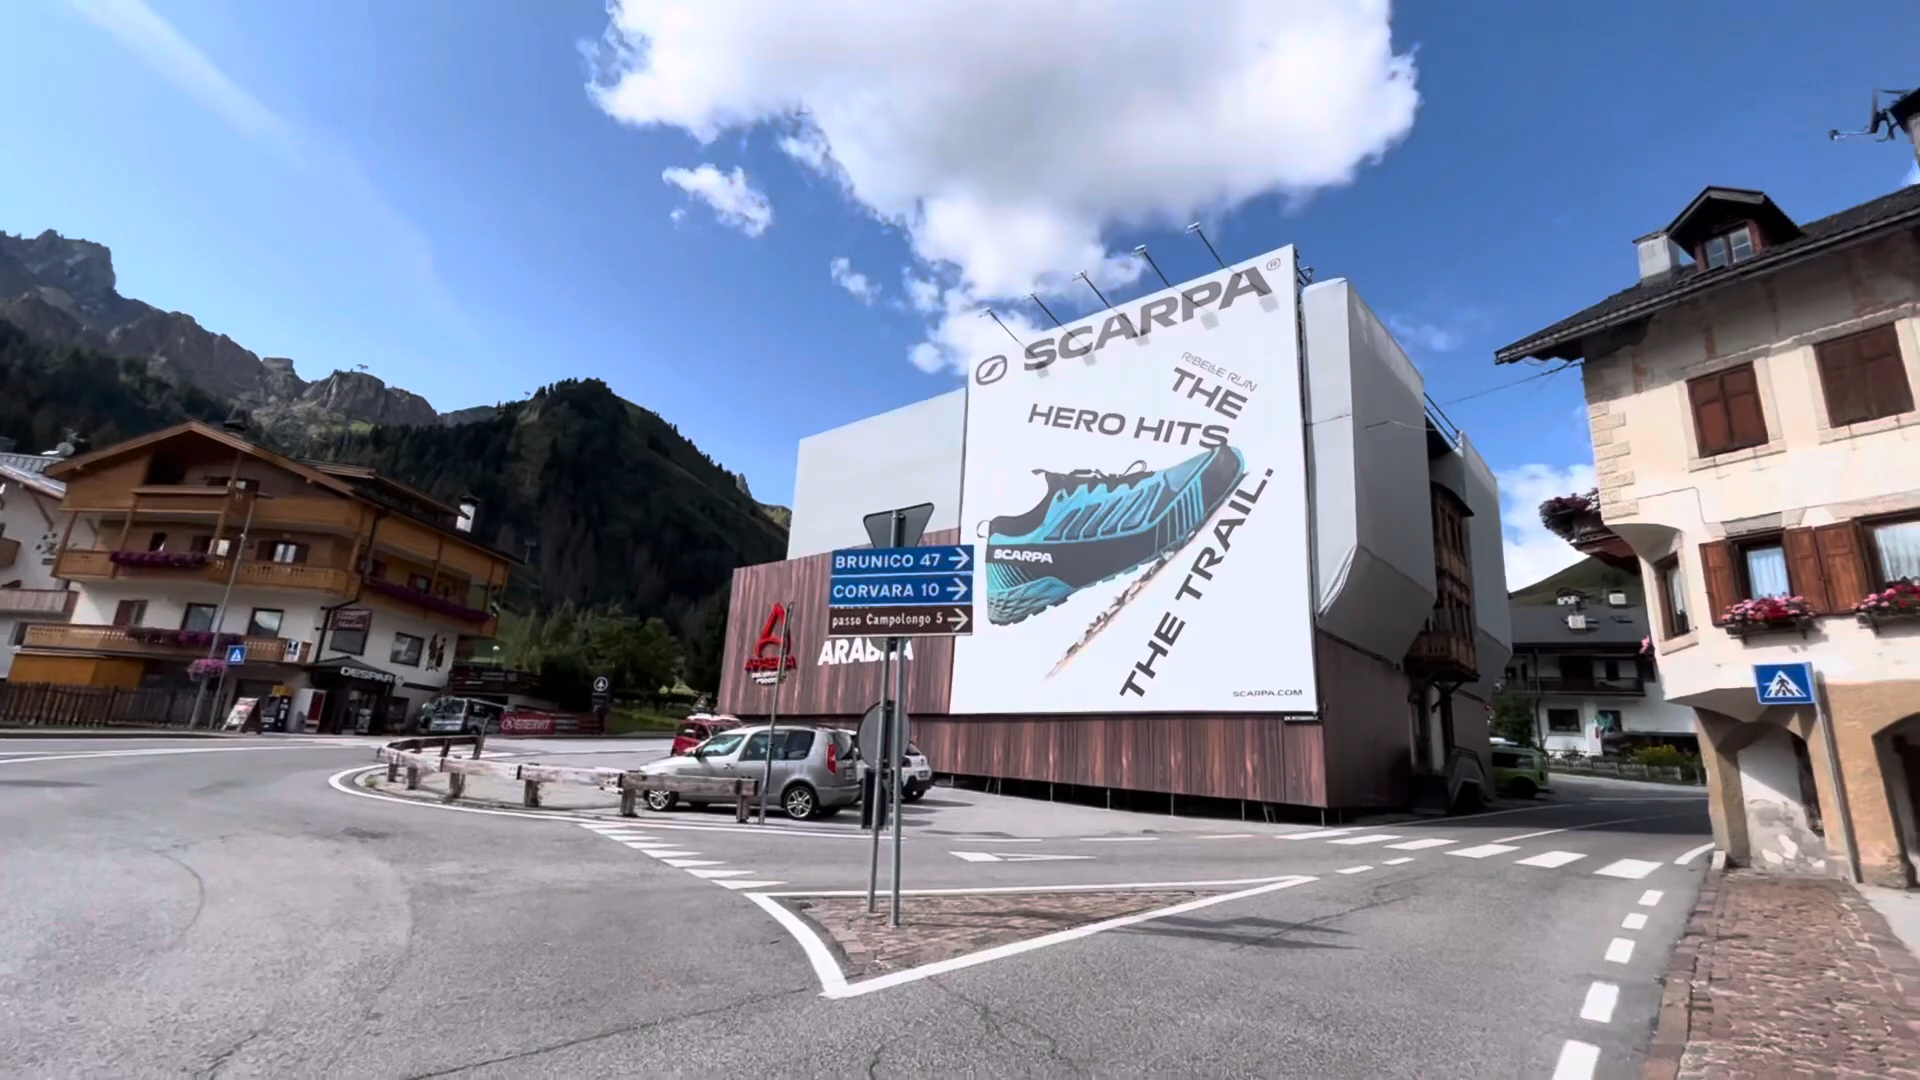 SCARPA®
RIBELLE RUN
HERO HITS THE
THE TRAIL.
SCARPA
SCARPA.COM
BRUNICO 47
CORVARA 10
passo Campolongo 5
ARABBA
ARABBA
DESPAR
ENERVIT